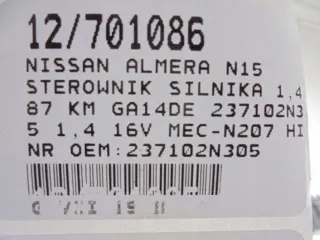 12/701086
NISSAN ALMERA N15
STEROWNIK SILNIKA 1,4
87 KM GA14DE 237102N3
5 1,4 16V MEC-N207 HI
NR OEM:237102N305